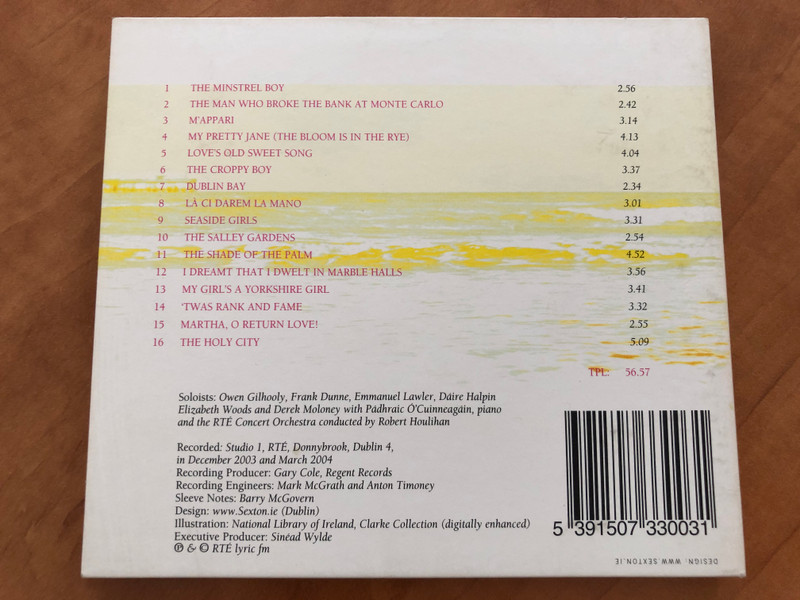 1 THE MINSTREL BOY 2.56
2 THE MAN WHO BROKE THE BANK AT MONTE CARLO 2.42
3 M'APPARI 3.14
4 MY PRETTY JANE (THE BLOOM IS IN THE RYE) 4.13
5 LOVE'S OLD SWEET SONG 4.04
6 THE CROPPY BOY 3.37
7 DUBLIN BAY 2.34
8 LÀ CI DAREM LA MANO 3.01
9 SEASIDE GIRLS 3.31
10 THE SALLEY GARDENS 2.54
11 THE SHADE OF THE PALM 4.52
12 I DREAMT THAT I DWELT IN MARBLE HALLS 3.56
13 MY GIRL'S A YORKSHIRE GIRL 3.41
14 'TWAS RANK AND FAME 3.32
15 MARTHA, O RETURN LOVE! 2.55
16 THE HOLY CITY 5.09
TPL: 56.57
Soloists: Owen Gilhooly, Frank Dunne, Emmanuel Lawler, Dáire Halpin
Elizabeth Woods and Derek Moloney with Pádhraic Ó'Cuinneagáin, piano
and the RTÉ Concert Orchestra conducted by Robert Houlihan
Recorded: Studio 1, RTÉ, Donnybrook, Dublin 4,
in December 2003 and March 2004
Recording Producer: Gary Cole, Regent Records
Recording Engineers: Mark McGrath and Anton Timoney
Sleeve Notes: Barry McGovern
Design: www.Sexton.ie (Dublin)
Illustration: National Library of Ireland, Clarke Collection (digitally enhanced)
Executive Producer: Sinéad Wylde
℗ & © RTÉ lyric fm
5 391507 330031
DESIGN: WWW.SEXTON.IE